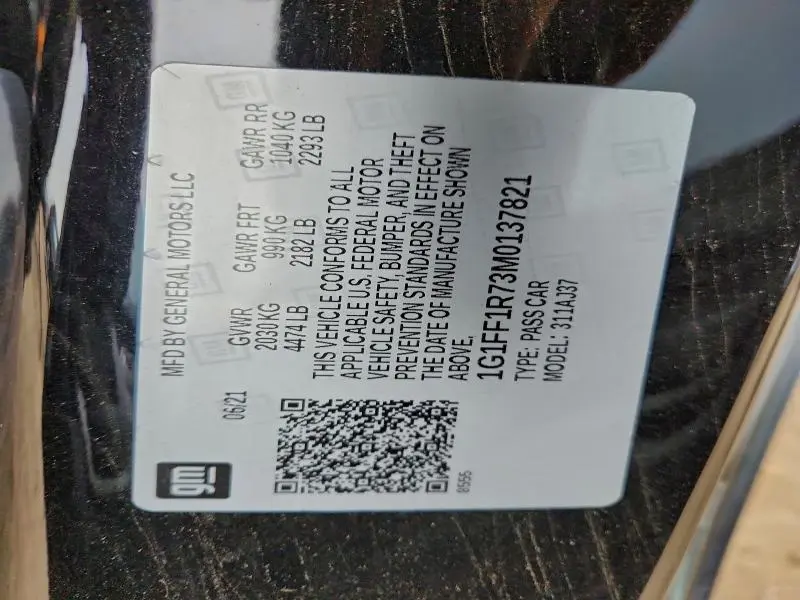 gm
MFD BY GENERAL MOTORS LLC
06/21 GVWR GAWR FRT GAWR RR
2030 KG 990 KG 1040 KG
4474 LB 2182 LB 2293 LB
THIS VEHICLE CONFORMS TO ALL
APPLICABLE U.S. FEDERAL MOTOR
VEHICLE SAFETY, BUMPER, AND THEFT
PREVENTION STANDARDS IN EFFECT ON
THE DATE OF MANUFACTURE SHOWN
ABOVE.
8555
1G1FF1R73M0137821
TYPE: PASS CAR
MODEL: 311AJ37